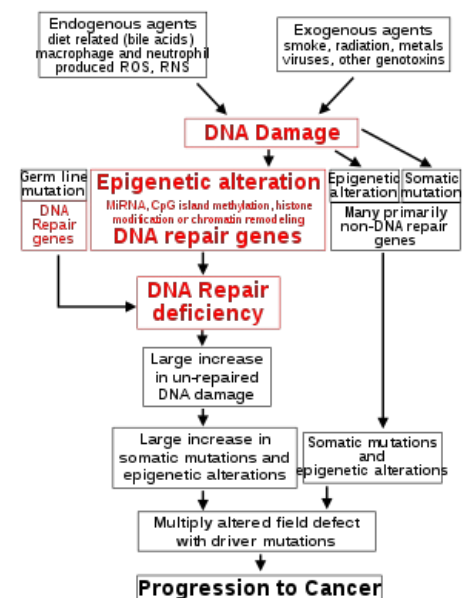 Endogenous agents
diet related (bile acids)
macrophage and neutrophil
produced ROS, RNS
Exogenous agents
smoke, radiation, metals
viruses, other genotoxins
DNA Damage
Germ line
mutation
DNA
Repair
genes
Epigenetic alteration
MiRNA, CpG island methylation, histone
modification or chromatin remodeling
DNA repair genes
Epigenetic
alteration
Somatic
mutation
Many primarily
non-DNA repair
genes
DNA Repair
deficiency
Large increase
in un-repaired
DNA damage
Large increase in
somatic mutations and
epigenetic alterations
Somatic mutations
and
epigenetic alterations
Multiply altered field defect
with driver mutations
Progression to Cancer